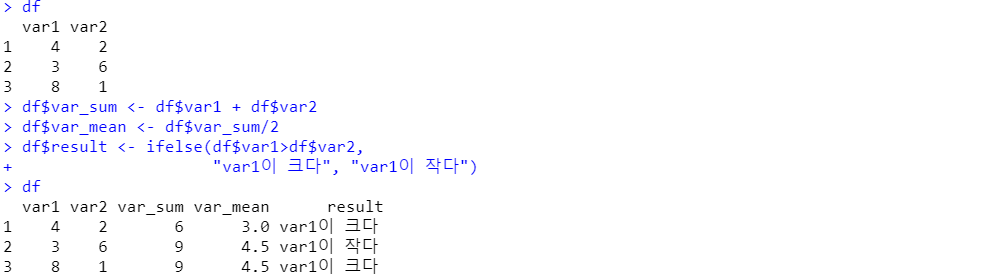 > df
  var1 var2
1    4    2
2    3    6
3    8    1
> df$var_sum <- df$var1 + df$var2
> df$var_mean <- df$var_sum/2
> df$result <- ifelse(df$var1>df$var2,
+                     "var1이 크다", "var1이 작다")
> df
  var1 var2 var_sum var_mean      result
1    4    2       6      3.0 var1이 크다
2    3    6       9      4.5 var1이 작다
3    8    1       9      4.5 var1이 크다